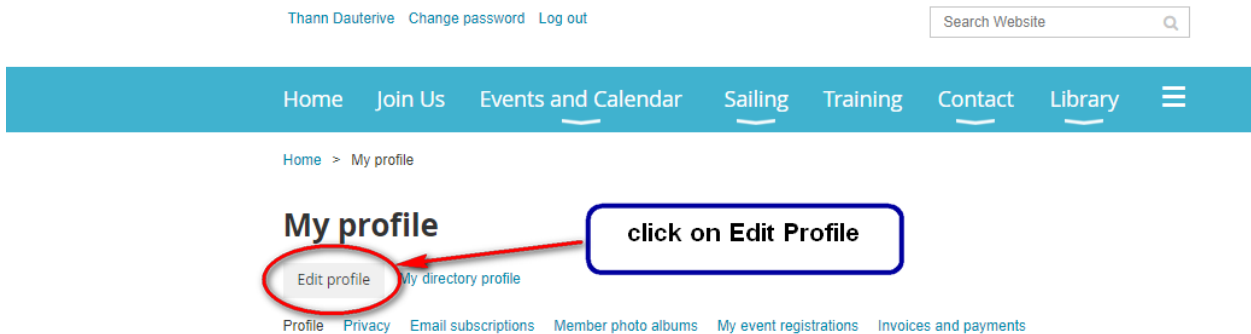 Thann Dauterive Change password Log out
Search Website
Home Join Us Events and Calendar Sailing Training Contact Library
Home > My profile
My profile
click on Edit Profile
Edit profile My directory profile
Profile Privacy Email subscriptions Member photo albums My event registrations Invoices and payments